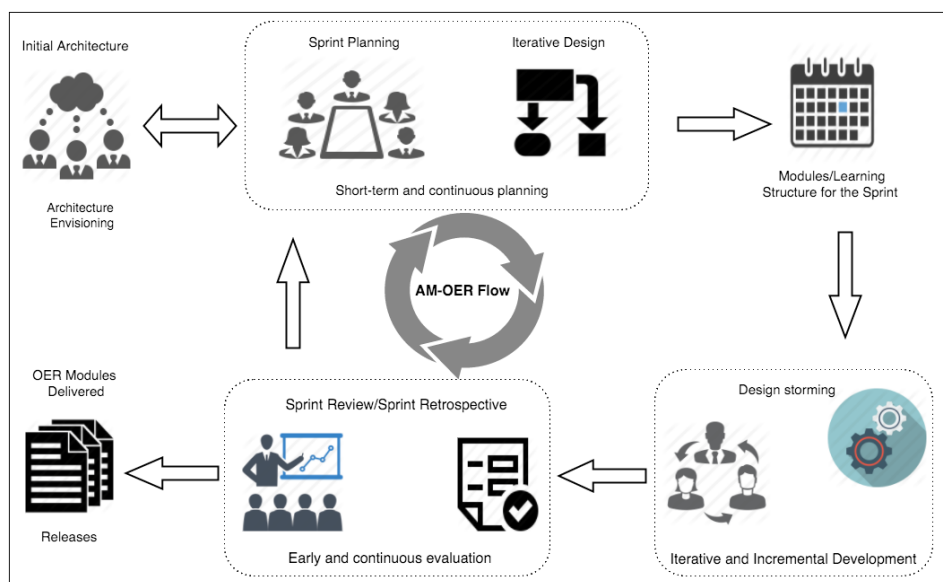 Initial Architecture
Architecture
Envisioning
Sprint Planning
Iterative Design
Short-term and continuous planning
Modules/Learning
Structure for the Sprint
AM-OER Flow
Design storming
Iterative and Incremental Development
Sprint Review/Sprint Retrospective
Early and continuous evaluation
OER Modules
Delivered
Releases